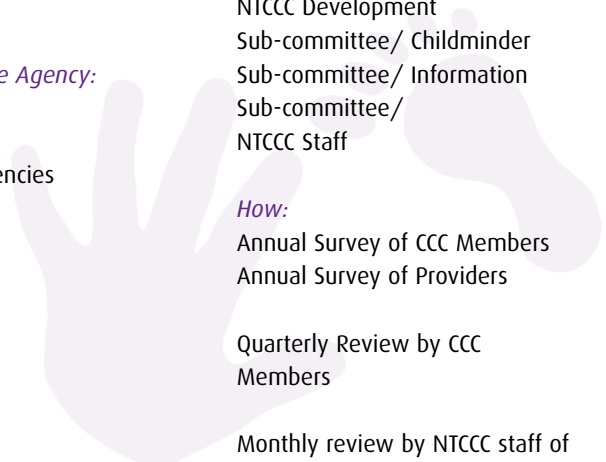 e Agency:
encies
NTCCC Development
Sub-committee/ Childminder
Sub-committee/ Information
Sub-committee/
NTCCC Staff
How:
Annual Survey of CCC Members
Annual Survey of Providers
Quarterly Review by CCC
Members
Monthly review by NTCCC staff of